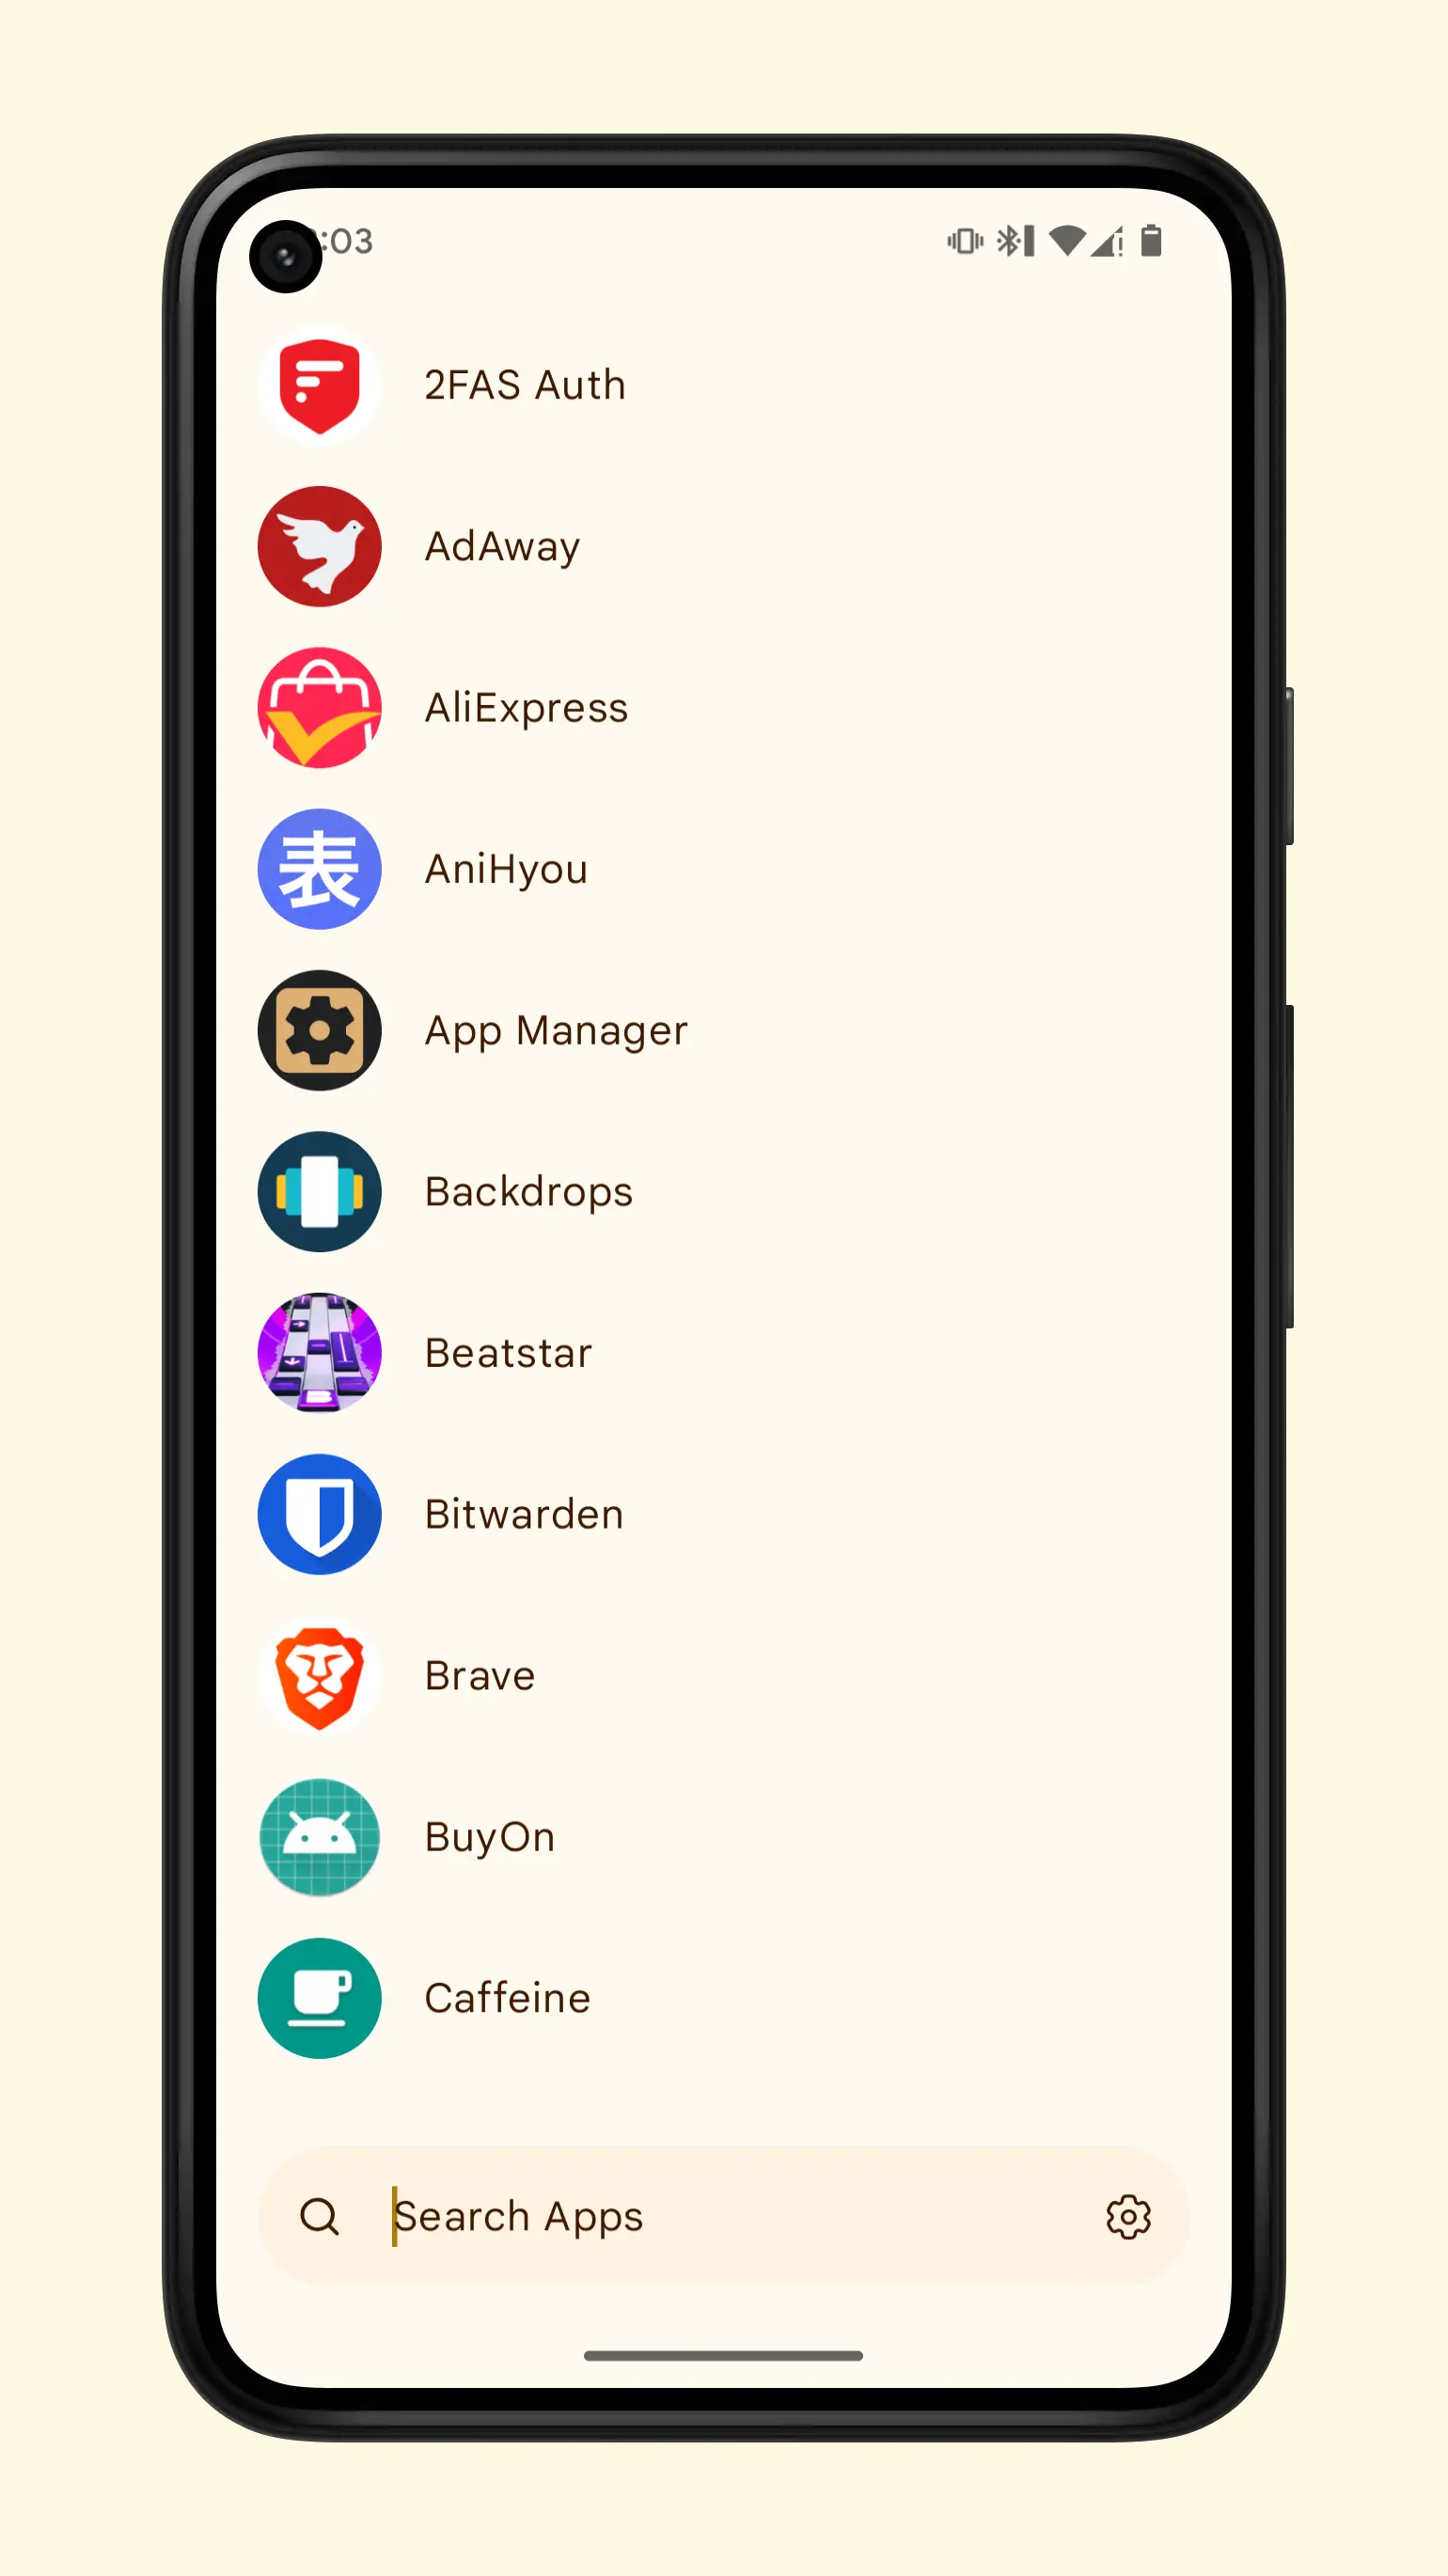 :03
2FAS Auth
AdAway
AliExpress
表
AniHyou
App Manager
Backdrops
Beatstar
Bitwarden
Brave
BuyOn
Caffeine
Search Apps